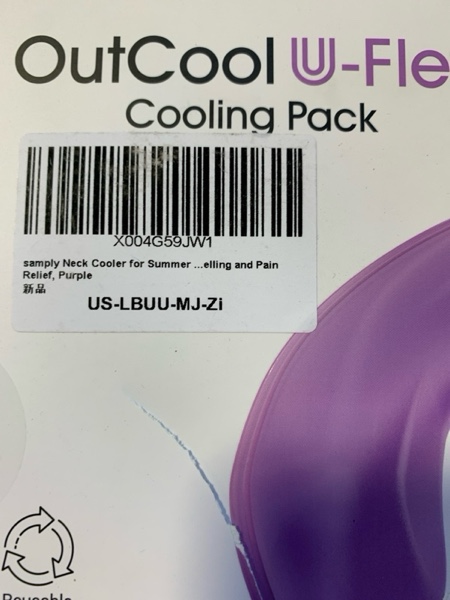 OutCool U-Fle
Cooling Pack
X004G59JW1
samply Neck Cooler for Summer ...elling and Pain
Relief, Purple
新品
US-LBUU-MJ-Zi
Reusable